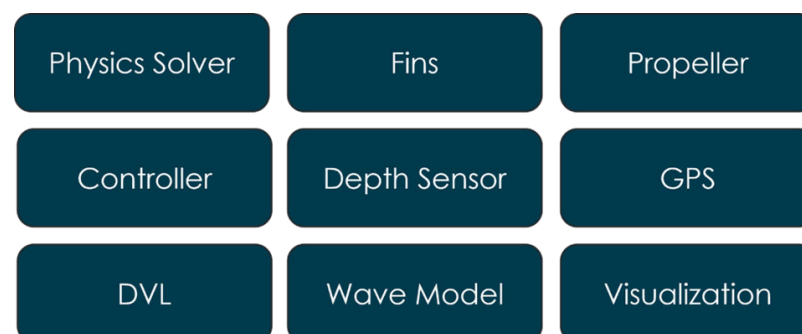 Physics Solver
Fins
Propeller
Controller
Depth Sensor
GPS
DVL
Wave Model
Visualization